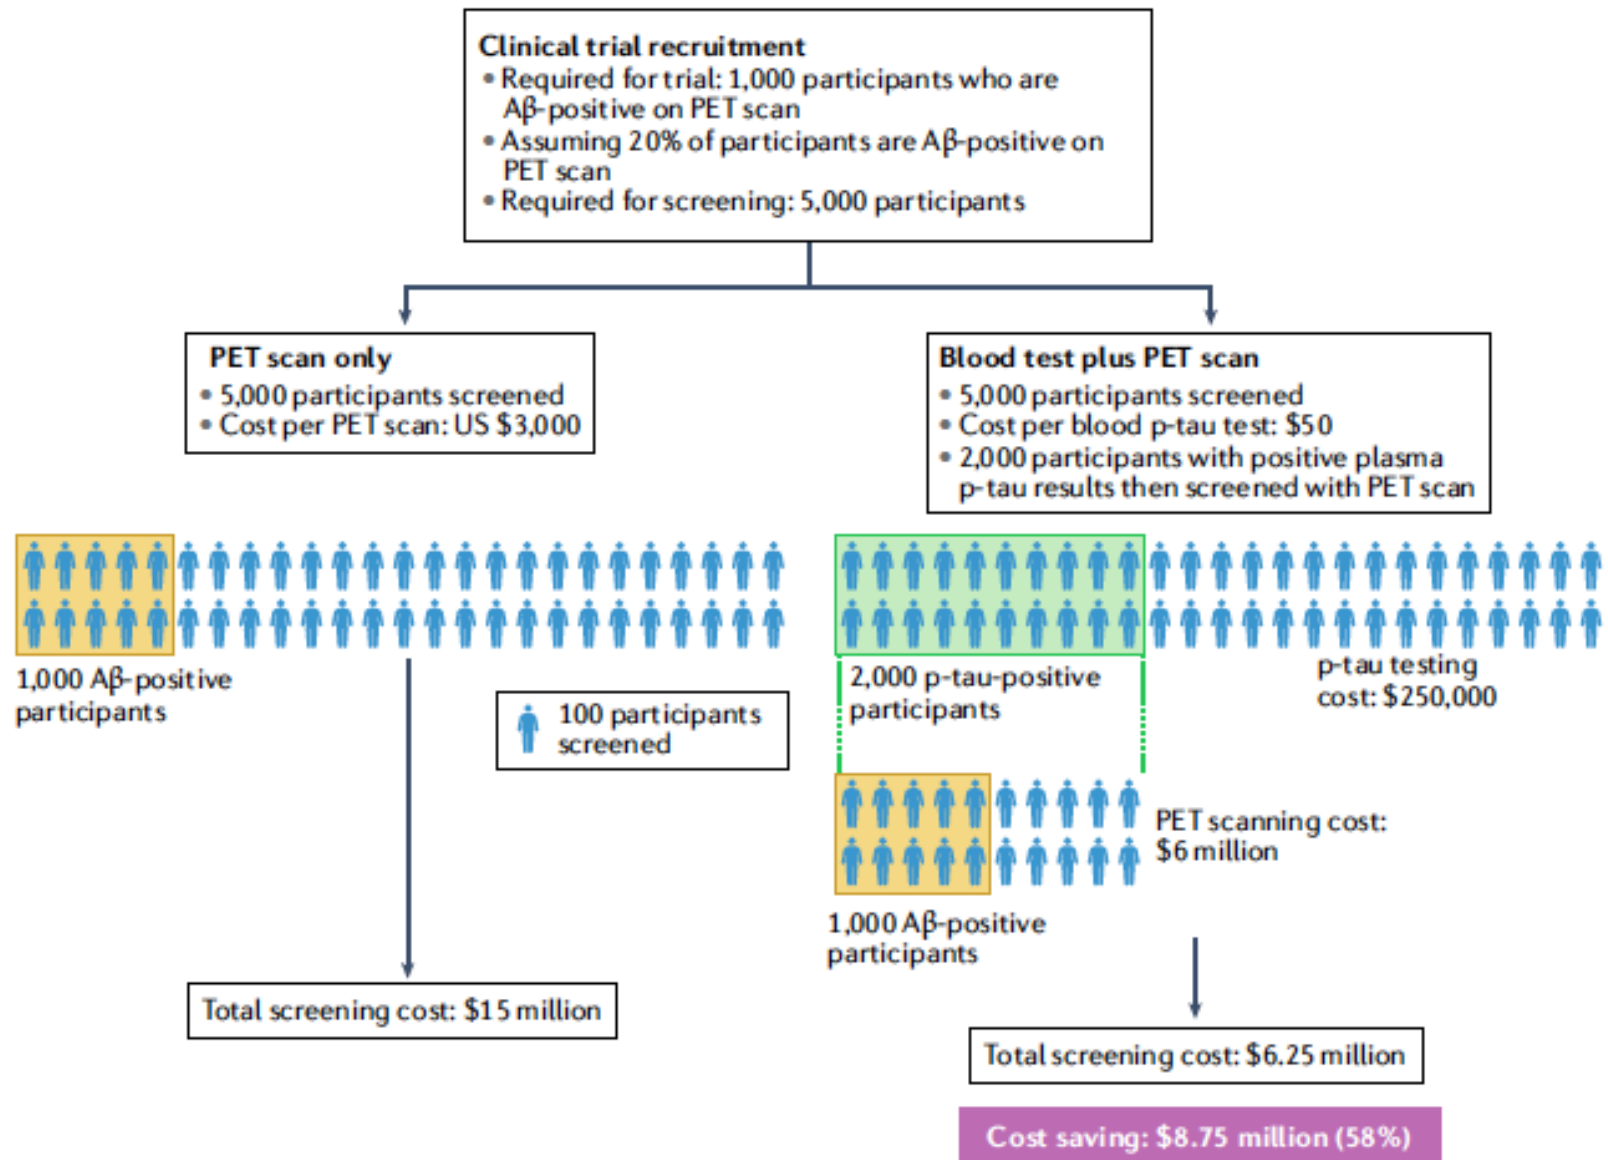 Clinical trial recruitment
• Required for trial: 1,000 participants who are
Aβ-positive on PET scan
• Assuming 20% of participants are Aβ-positive on
PET scan
• Required for screening: 5,000 participants
PET scan only
• 5,000 participants screened
• Cost per PET scan: US $3,000
Blood test plus PET scan
• 5,000 participants screened
• Cost per blood p-tau test: $50
• 2,000 participants with positive plasma
p-tau results then screened with PET scan
1,000 Aβ-positive
participants
100 participants
screened
2,000 p-tau-positive
participants
p-tau testing
cost: $250,000
PET scanning cost:
$6 million
1,000 Aβ-positive
participants
Total screening cost: $15 million
Total screening cost: $6.25 million
Cost saving: $8.75 million (58%)